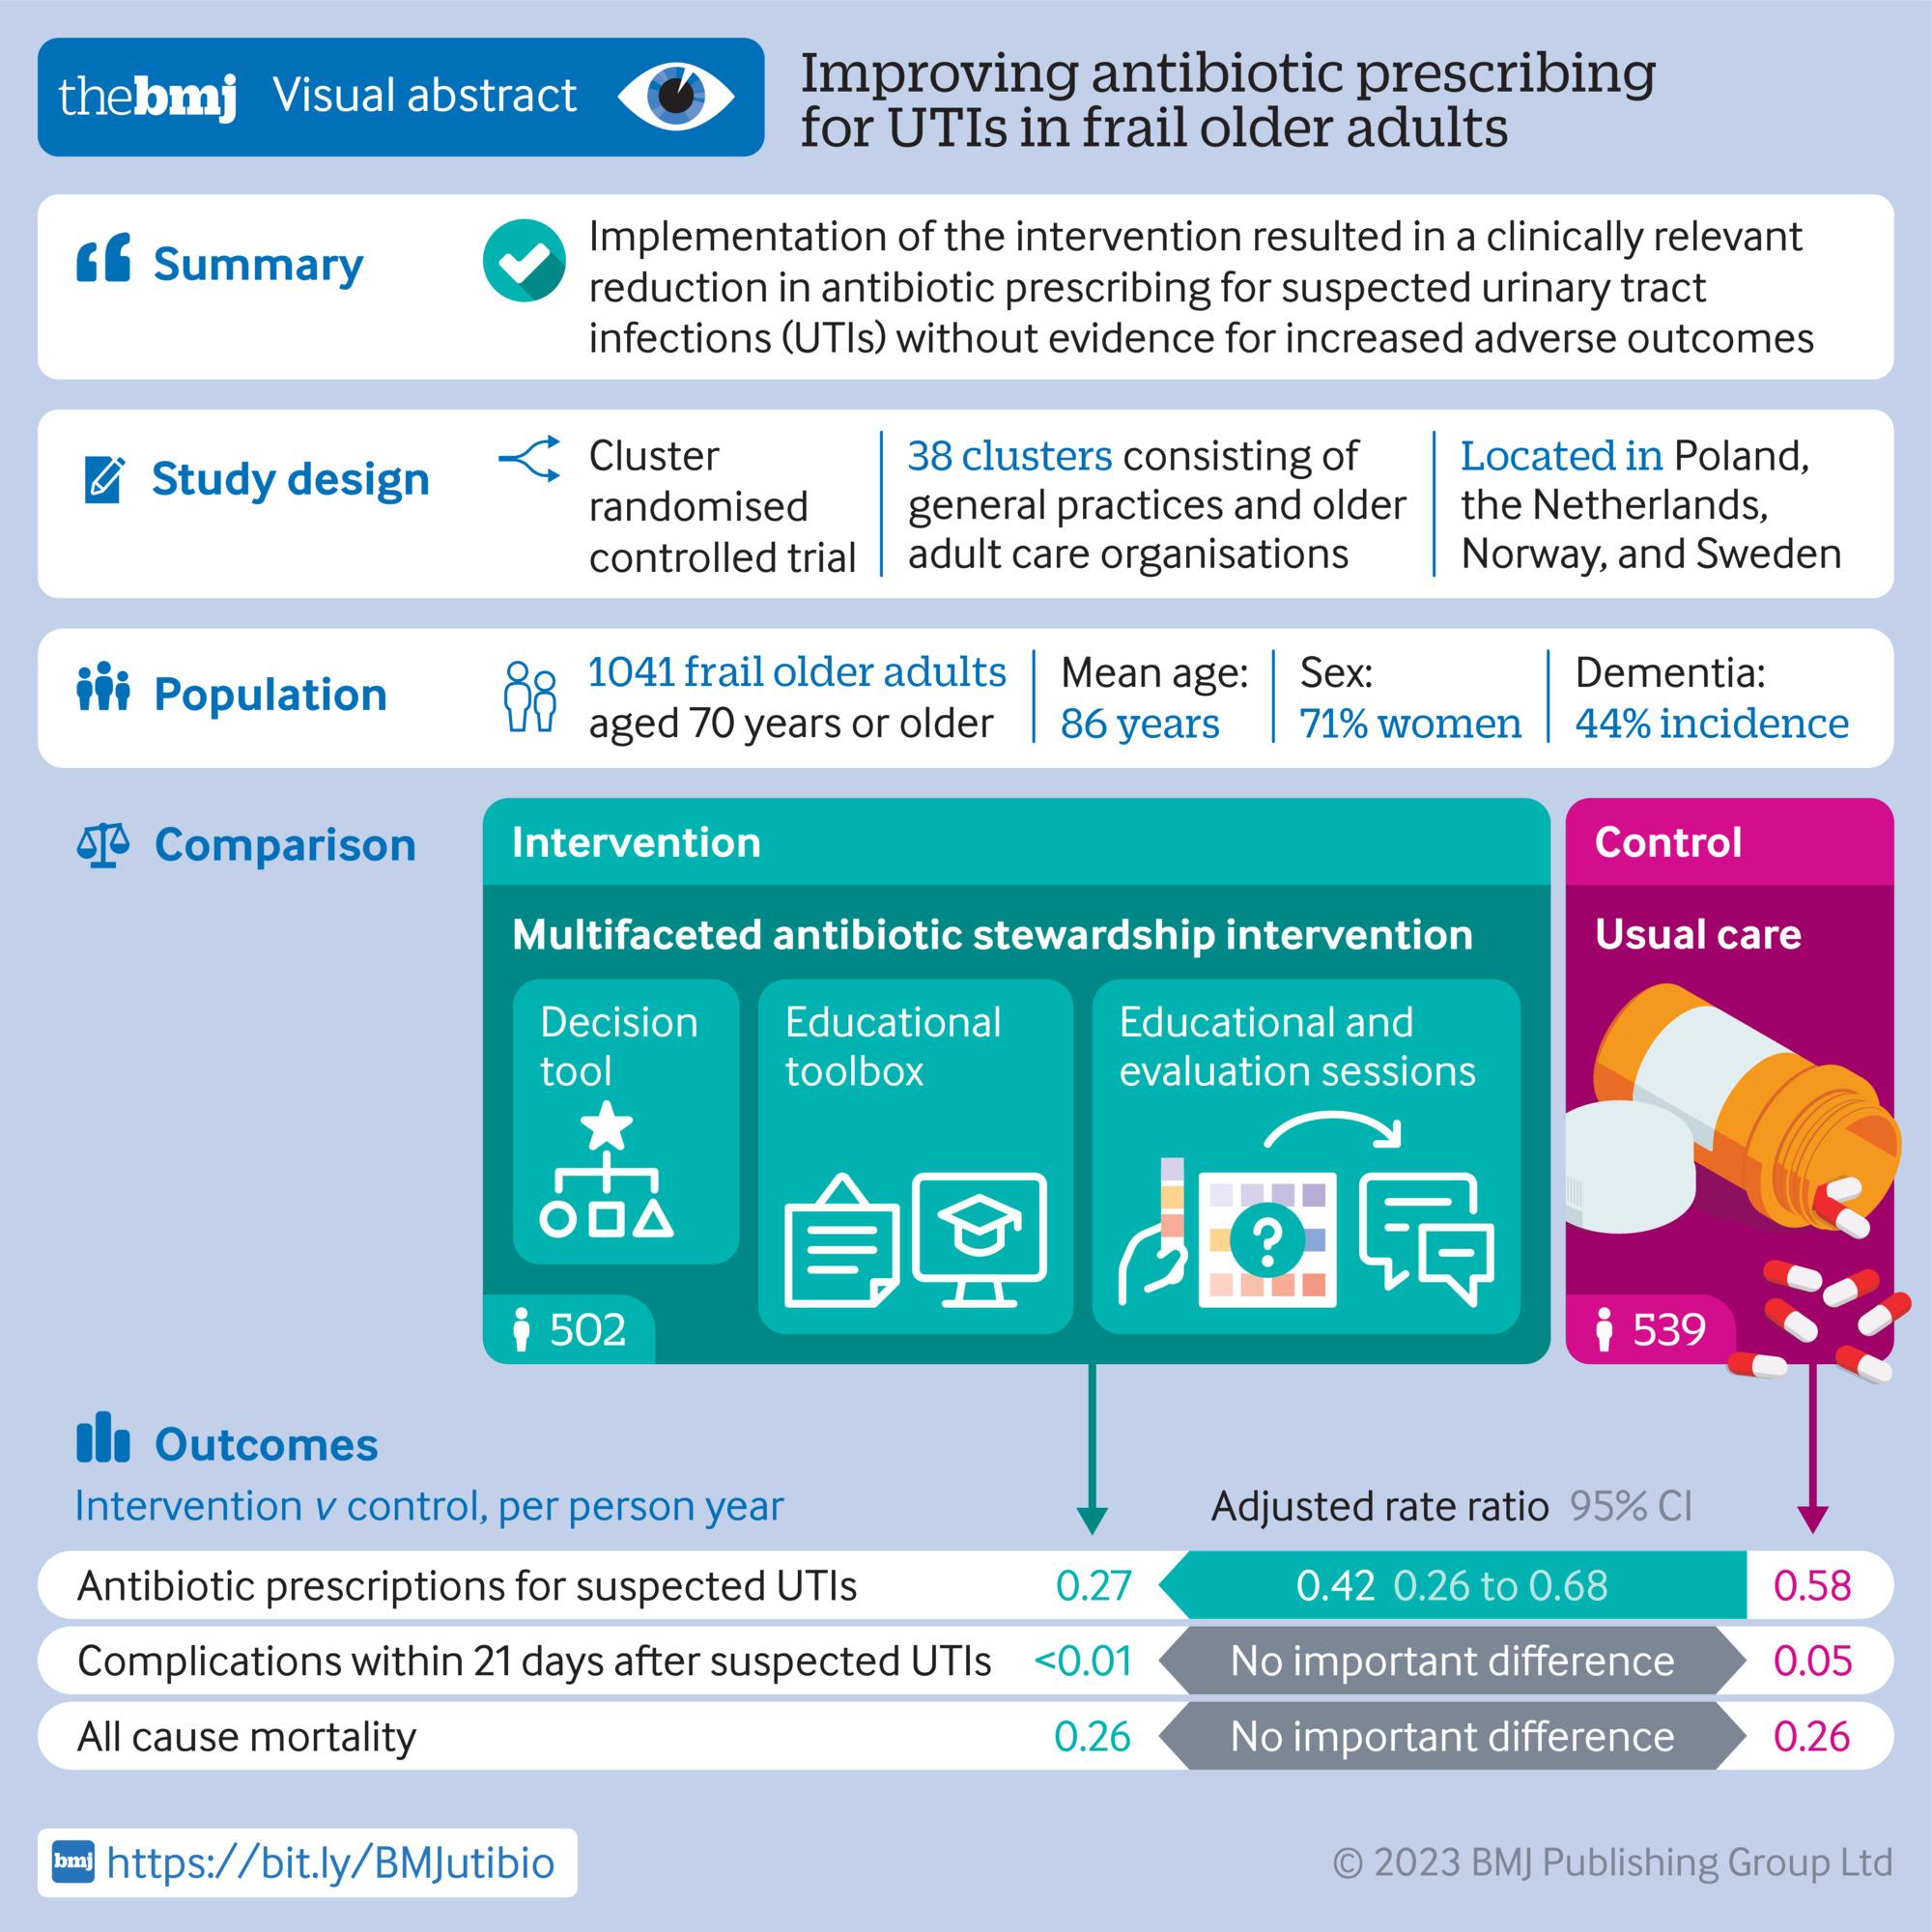 thebmj Visual abstract
Improving antibiotic prescribing
for UTIs in frail older adults
Summary
Implementation of the intervention resulted in a clinically relevant
reduction in antibiotic prescribing for suspected urinary tract
infections (UTIs) without evidence for increased adverse outcomes
Study design
Cluster
randomised
controlled trial
38 clusters consisting of
general practices and older
adult care organisations
Located in Poland,
the Netherlands,
Norway, and Sweden
Population
1041 frail older adults
aged 70 years or older
Mean age:
86 years
Sex:
71% women
Dementia:
44% incidence
Comparison
Intervention
Multifaceted antibiotic stewardship intervention
Decision
tool
Educational
toolbox
Educational and
evaluation sessions
?
502
Control
Usual care
539
Outcomes
Intervention v control, per person year
Adjusted rate ratio 95% CI
Antibiotic prescriptions for suspected UTIs 0.27 0.42 0.26 to 0.68 0.58
Complications within 21 days after suspected UTIs <0.01 No important difference 0.05
All cause mortality 0.26 No important difference 0.26
bmj https://bit.ly/BMJutibio
© 2023 BMJ Publishing Group Ltd